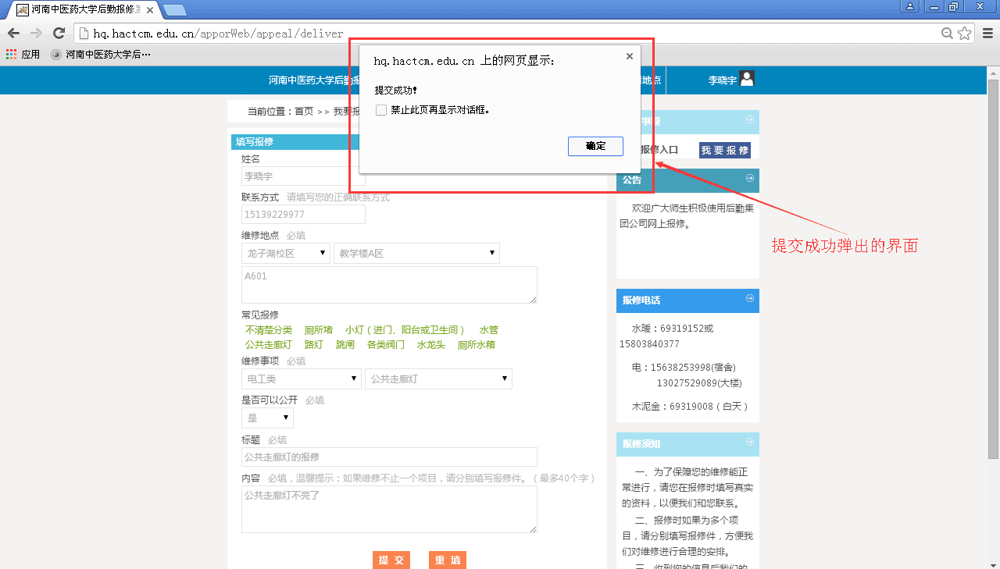 河南中医药大学后勤报修系
hq.hactcm.edu.cn/apporWeb/appeal/deliver
应用 河南中医药大学后…
河南中医药大学后勤报
地点
李晓宇
hq.hactcm.edu.cn 上的网页显示:
提交成功!
禁止此页再显示对话框。
确定
提交成功弹出的界面
当前位置：首页 >> 我要报
填写报修
姓名
李晓宇
联系方式 请填写您的正确联系方式
15139229977
维修地点 必填
龙子湖校区 教学楼A区
A601
常见报修
不清楚分类 厕所堵 小灯（进门、阳台或卫生间） 水管
公共走廊灯 路灯 跳闸 各类阀门 水龙头 厕所水箱
维修事项 必填
电工类 公共走廊灯
是否可以公开 必填
是
标题 必填
公共走廊灯的报修
内容 必填，温馨提示：如果维修不止一个项目，请分别填写报修件。（最多40个字）
公共走廊灯不亮了
提 交 重 填
事项
报修入口 我要报修
公告
欢迎广大师生积极使用后勤集
团公司网上报修。
报修电话
水暖：69319152或
15803840377
电：15638253998(宿舍)
13027529089(大楼)
木泥金：69319008（白天）
报修须知
一、为了保障您的维修能正
常进行，请您在报修时填写真实
的资料，以便我们和您联系。
二、报修时如果为多个项
目，请分别填写报修件，方便我
们对维修进行合理的安排。
三、收到您的信息后我们的